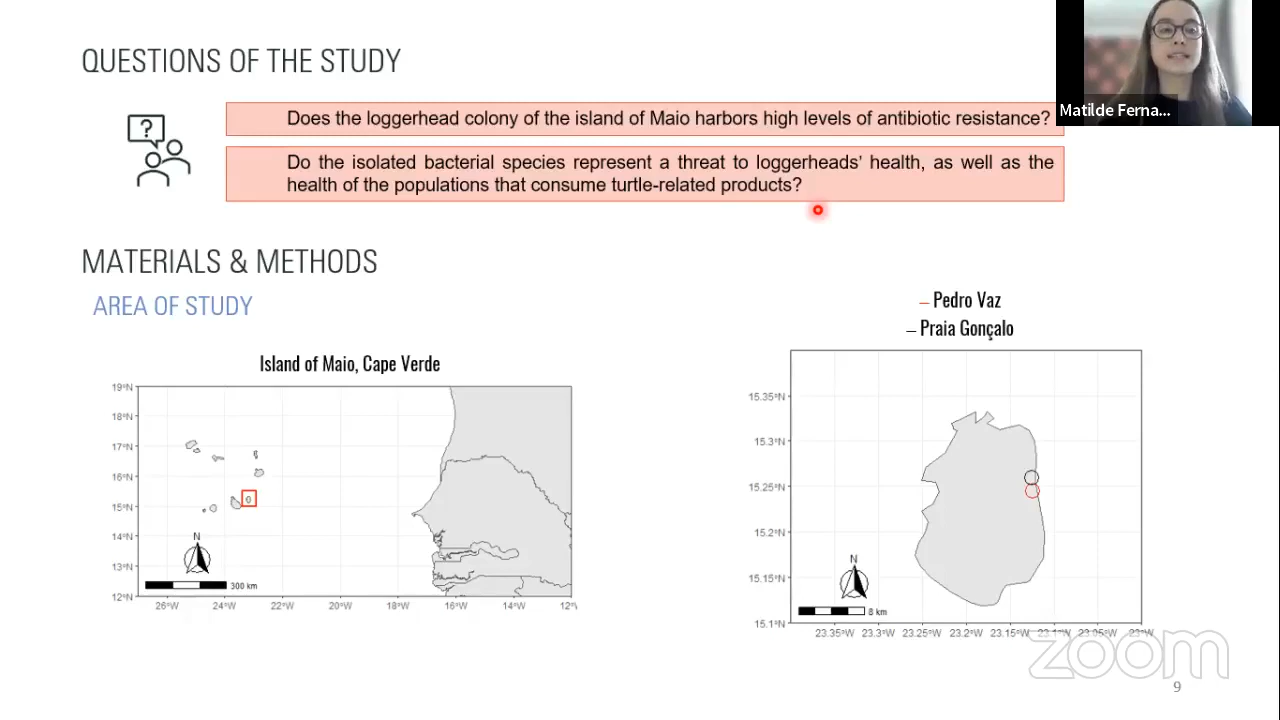 QUESTIONS OF THE STUDY
Matilde Ferna...
?
Does the loggerhead colony of the island of Maio harbors high levels of antibiotic resistance?
Do the isolated bacterial species represent a threat to loggerheads' health, as well as the
health of the populations that consume turtle-related products?
MATERIALS & METHODS
AREA OF STUDY
– Pedro Vaz
– Praia Gonçalo
Island of Maio, Cape Verde
19°N
18°N
17°N
16°N
15°N
14°N
13°N
12°N
N
300 km
26°W 24°W 22°W 20°W 18°W 16°W 14°W 12°
15.35°N
15.3°N
15.25°N
15.2°N
15.15°N
15.1°N
N
8 km
23.35°W 23.3°W 23.25°W 23.2°W 23.15°W 23.1°W 23.05°W 23°W
zoom
9